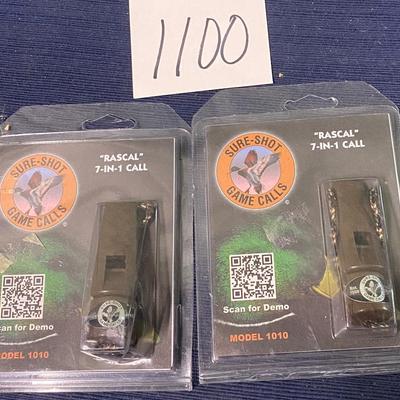 1100
SURE-SHOT
GAME CALLS
"RASCAL"
7-IN-1 CALL
Scan for Demo
MODEL 1010
SURE-SHOT
GAME CALLS
"RASCAL"
7-IN-1 CALL
Scan for Demo
MODEL 1010